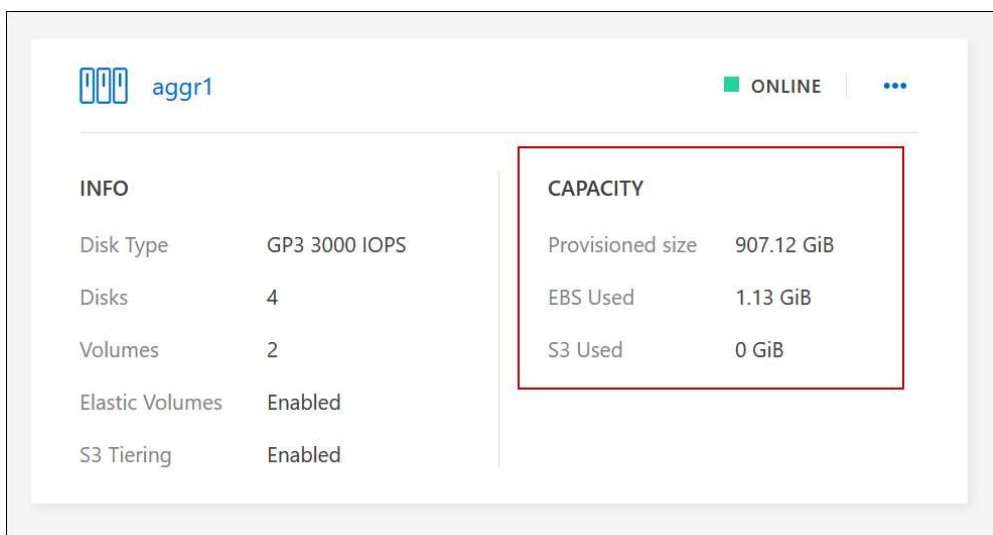 aggr1
ONLINE
INFO
Disk Type GP3 3000 IOPS
Disks 4
Volumes 2
Elastic Volumes Enabled
S3 Tiering Enabled
CAPACITY
Provisioned size 907.12 GiB
EBS Used 1.13 GiB
S3 Used 0 GiB